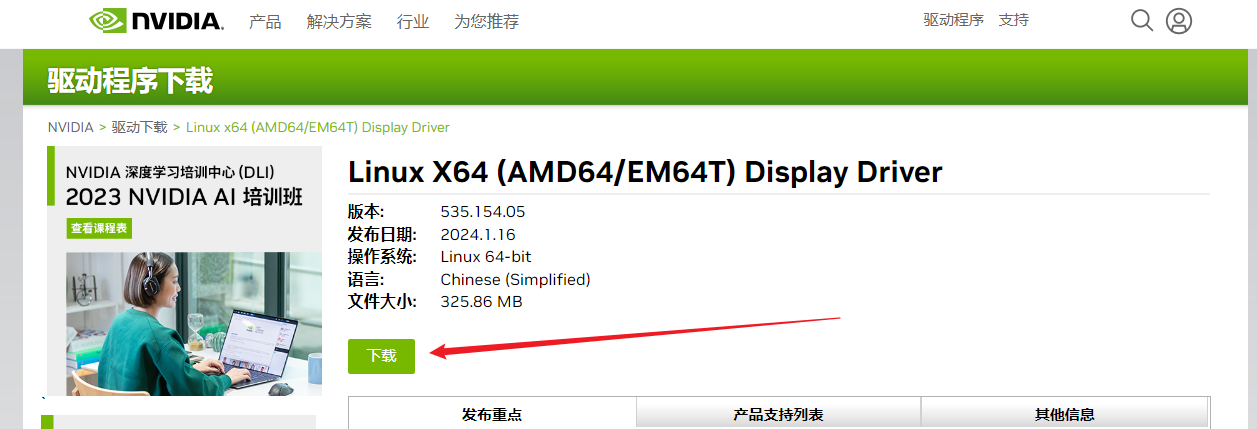 NVIDIA. 产品 解决方案 行业 为您推荐 驱动程序 支持
驱动程序下载
NVIDIA > 驱动下载 > Linux x64 (AMD64/EM64T) Display Driver
NVIDIA 深度学习培训中心 (DLI)
2023 NVIDIA AI 培训班
查看课程表
Linux X64 (AMD64/EM64T) Display Driver
版本: 535.154.05
发布日期: 2024.1.16
操作系统: Linux 64-bit
语言: Chinese (Simplified)
文件大小: 325.86 MB
下载
发布重点 产品支持列表 其他信息